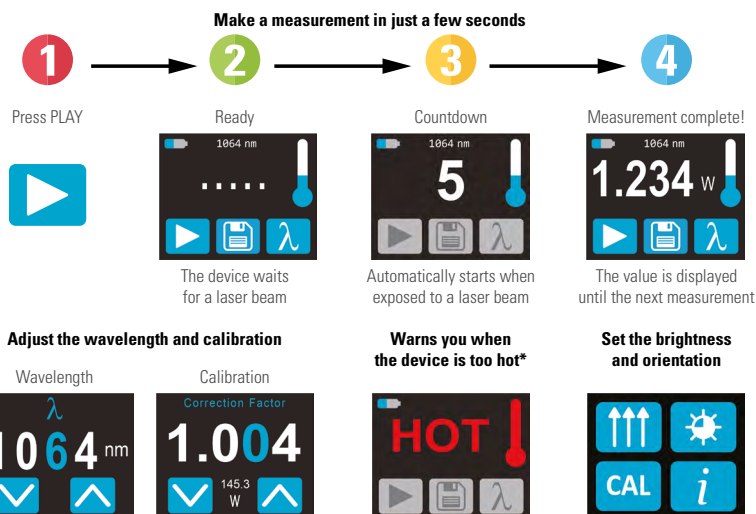 Make a measurement in just a few seconds
1
2
3
4
Press PLAY
Ready
Countdown
Measurement complete!
1064 nm
.....
λ
1064 nm
5
λ
1064 nm
1.234 W
λ
The device waits
for a laser beam
Automatically starts when
exposed to a laser beam
The value is displayed
until the next measurement
Adjust the wavelength and calibration
Warns you when
the device is too hot*
Set the brightness
and orientation
Wavelength
Calibration
λ
1064 nm
Correction Factor
1.004
145.3
W
HOT
λ
CAL
i